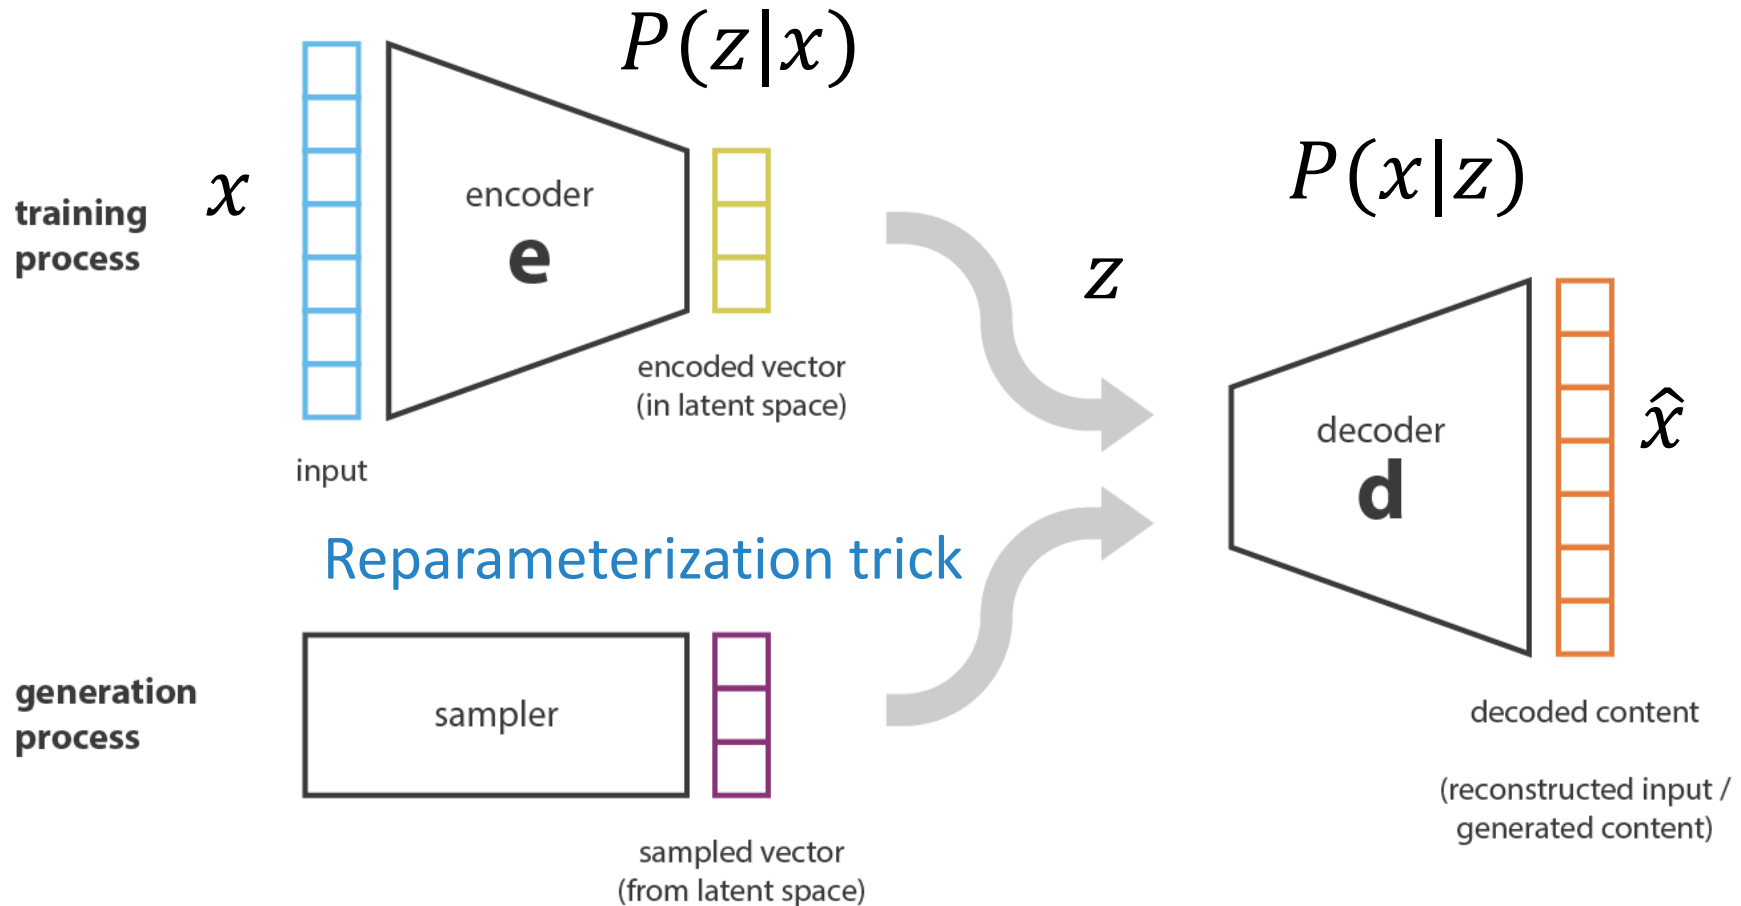 P(z|x)
training
process
x
encoder
e
encoded vector
(in latent space)
input
z
P(x|z)
decoder
d
x̂
Reparameterization trick
generation
process
sampler
sampled vector
(from latent space)
decoded content
(reconstructed input /
generated content)